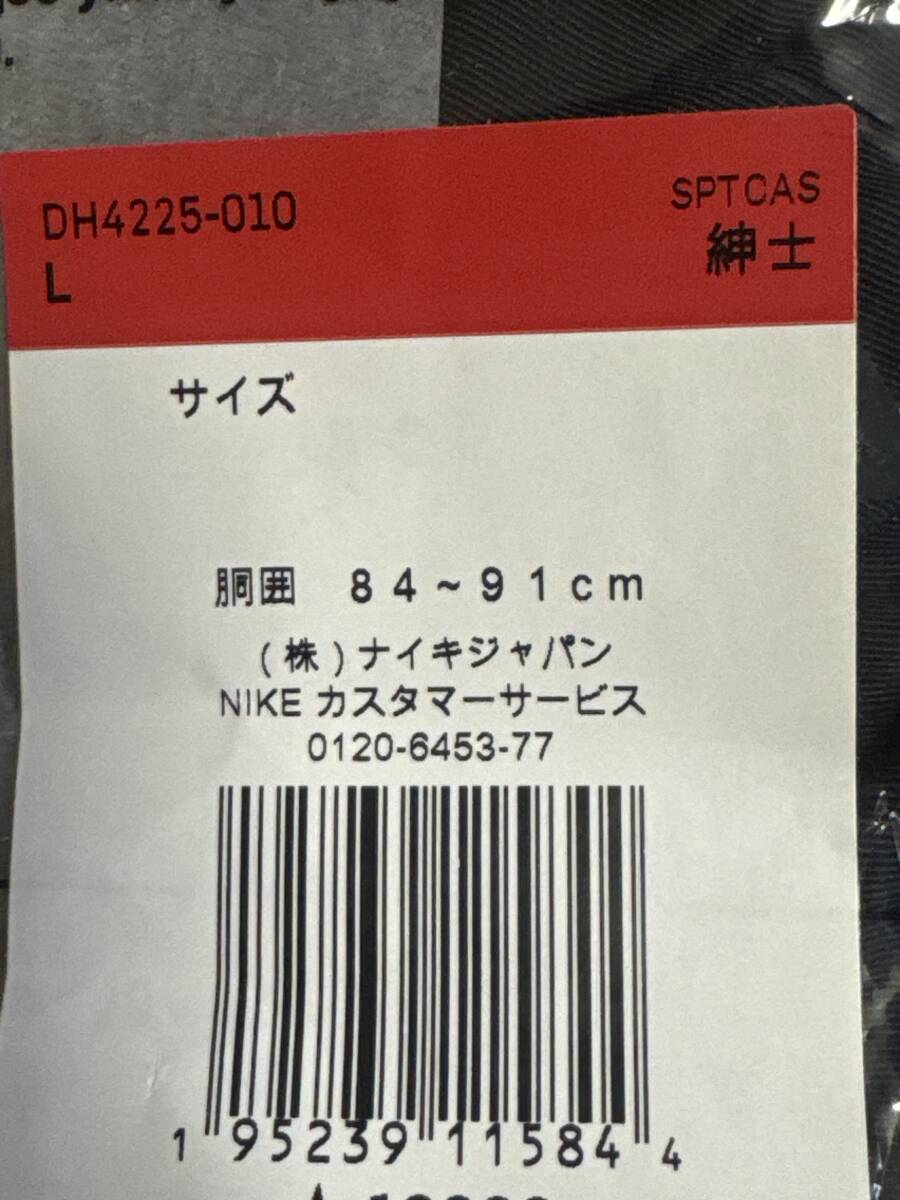 DH4225-010
L
SPTCAS
紳士
サイズ
胴囲 84~91cm
(株)ナイキジャパン
NIKE カスタマーサービス
0120-6453-77
1 95239 11584 4